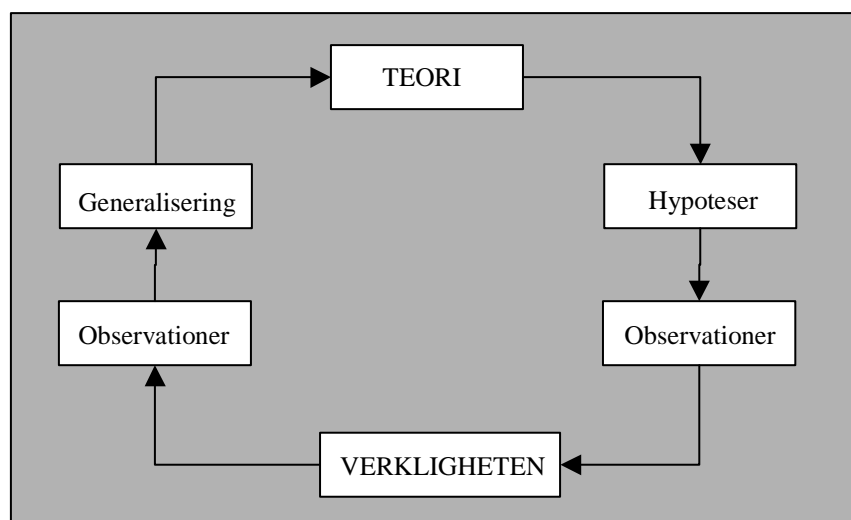 TEORI
Generalisering
Hypoteser
Observationer
Observationer
VERKLIGHETEN